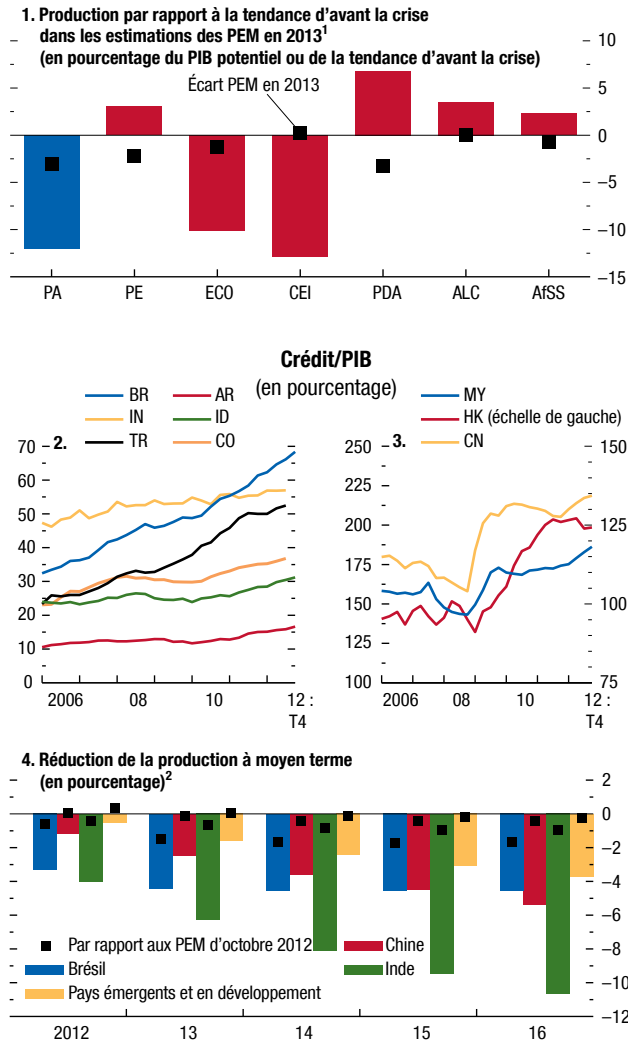 1. Production par rapport à la tendance d’avant la crise
dans les estimations des PEM en 2013¹
(en pourcentage du PIB potentiel ou de la tendance d’avant la crise)
Écart PEM en 2013
10
5
0
–5
–10
–15
PA PE ECO CEI PDA ALC AfSS
Crédit/PIB
(en pourcentage)
BR AR
IN ID
TR CO
2.
70
60
50
40
30
20
10
0
2006 08 10 12 :
T4
MY
HK (échelle de gauche)
CN
3.
250
225
200
175
150
125
100
150
125
100
75
2006 08 10 12 :
T4
4. Réduction de la production à moyen terme
(en pourcentage)²
2
0
–2
–4
–6
–8
–10
–12
Par rapport aux PEM d’octobre 2012 Chine
Brésil Inde
Pays émergents et en développement
2012 13 14 15 16